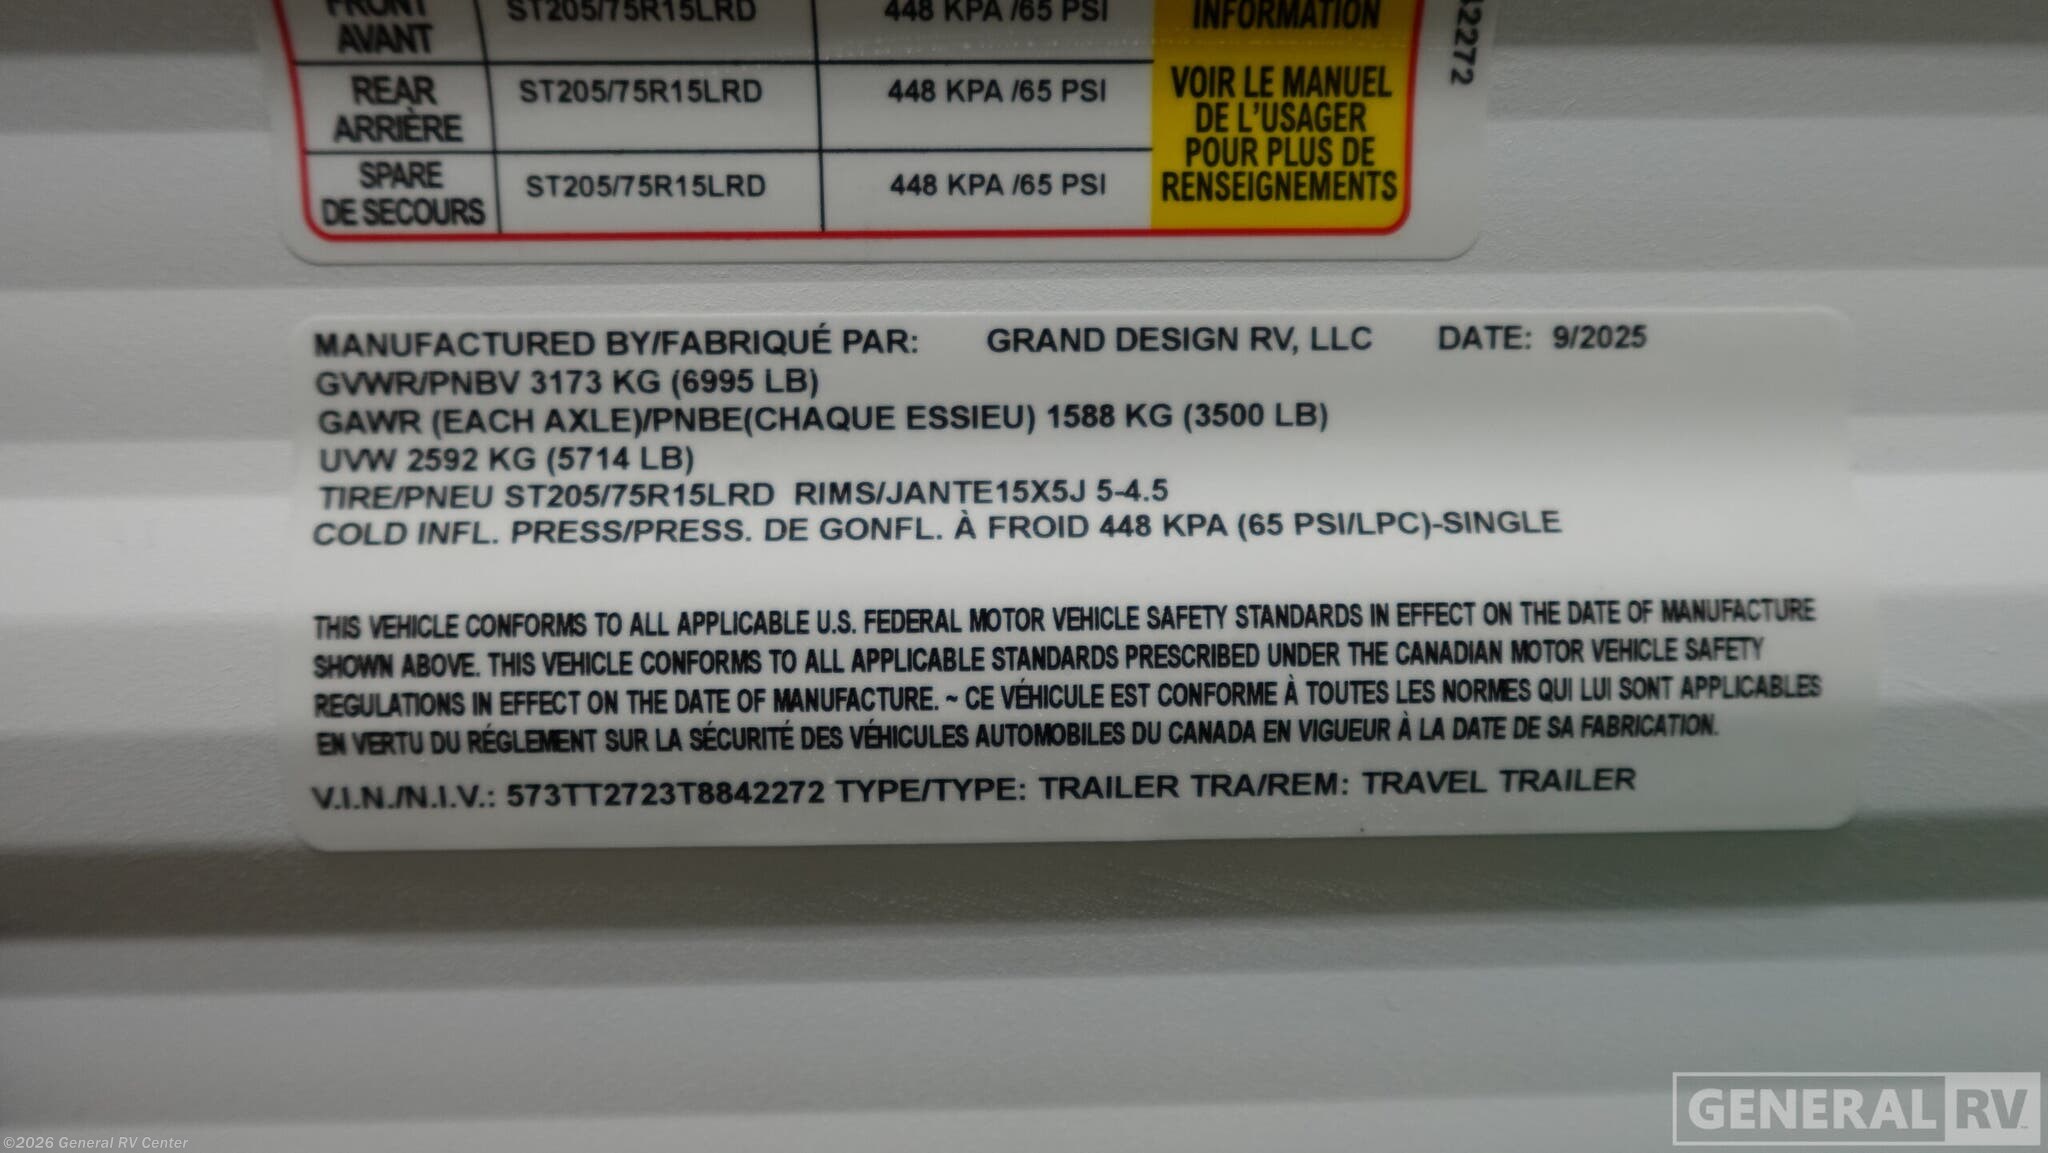 FRONT ST205/75R15LRD 448 KPA /65 PSI INFORMATION
AVANT
REAR ST205/75R15LRD 448 KPA /65 PSI VOIR LE MANUEL
ARRIÈRE DE L'USAGER
POUR PLUS DE
SPARE ST205/75R15LRD 448 KPA /65 PSI RENSEIGNEMENTS
DE SECOURS
42272
MANUFACTURED BY/FABRIQUÉ PAR: GRAND DESIGN RV, LLC DATE: 9/2025
GVWR/PNBV 3173 KG (6995 LB)
GAWR (EACH AXLE)/PNBE(CHAQUE ESSIEU) 1588 KG (3500 LB)
UVW 2592 KG (5714 LB)
TIRE/PNEU ST205/75R15LRD RIMS/JANTE15X5J 5-4.5
COLD INFL. PRESS/PRESS. DE GONFL. À FROID 448 KPA (65 PSI/LPC)-SINGLE
THIS VEHICLE CONFORMS TO ALL APPLICABLE U.S. FEDERAL MOTOR VEHICLE SAFETY STANDARDS IN EFFECT ON THE DATE OF MANUFACTURE
SHOWN ABOVE. THIS VEHICLE CONFORMS TO ALL APPLICABLE STANDARDS PRESCRIBED UNDER THE CANADIAN MOTOR VEHICLE SAFETY
REGULATIONS IN EFFECT ON THE DATE OF MANUFACTURE. ~ CE VÉHICULE EST CONFORME À TOUTES LES NORMES QUI LUI SONT APPLICABLES
EN VERTU DU RÉGLEMENT SUR LA SÉCURITÉ DES VÉHICULES AUTOMOBILES DU CANADA EN VIGUEUR À LA DATE DE SA FABRICATION.
V.I.N./N.I.V.: 573TT2723T8842272 TYPE/TYPE: TRAILER TRA/REM: TRAVEL TRAILER
GENERAL RV
©2026 General RV Center